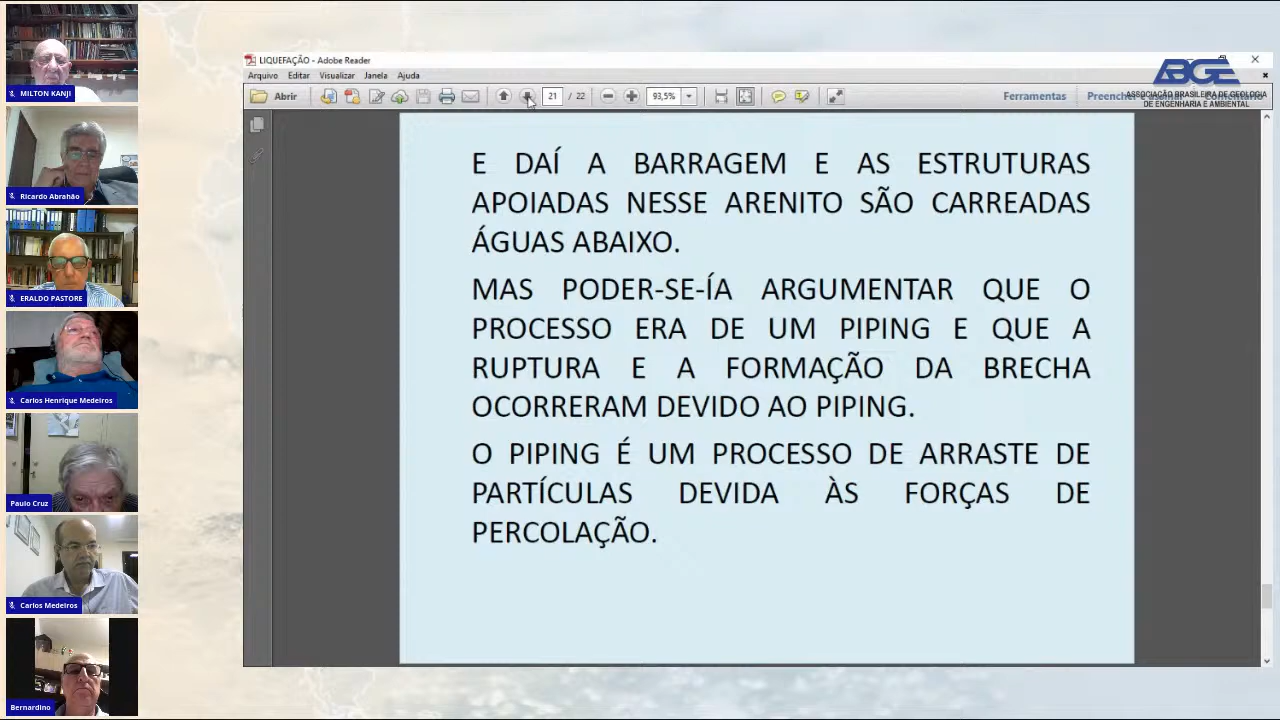 MILTON KANJI
Ricardo Abrahão
ERALDO PASTORE
Carlos Henrique Medeiros
Paulo Cruz
Carlos Medeiros
Bernardino
LIQUEFAÇÃO - Adobe Reader
Arquivo Editar Visualizar Janela Ajuda
Abrir 21 / 22 93,5% Ferramentas
ABGE
ASSOCIAÇÃO BRASILEIRA DE GEOLOGIA
DE ENGENHARIA E AMBIENTAL
E DAÍ A BARRAGEM E AS ESTRUTURAS
APOIADAS NESSE ARENITO SÃO CARREADAS
ÁGUAS ABAIXO.
MAS PODER-SE-ÍA ARGUMENTAR QUE O
PROCESSO ERA DE UM PIPING E QUE A
RUPTURA E A FORMAÇÃO DA BRECHA
OCORRERAM DEVIDO AO PIPING.
O PIPING É UM PROCESSO DE ARRASTE DE
PARTÍCULAS DEVIDA ÀS FORÇAS DE
PERCOLAÇÃO.